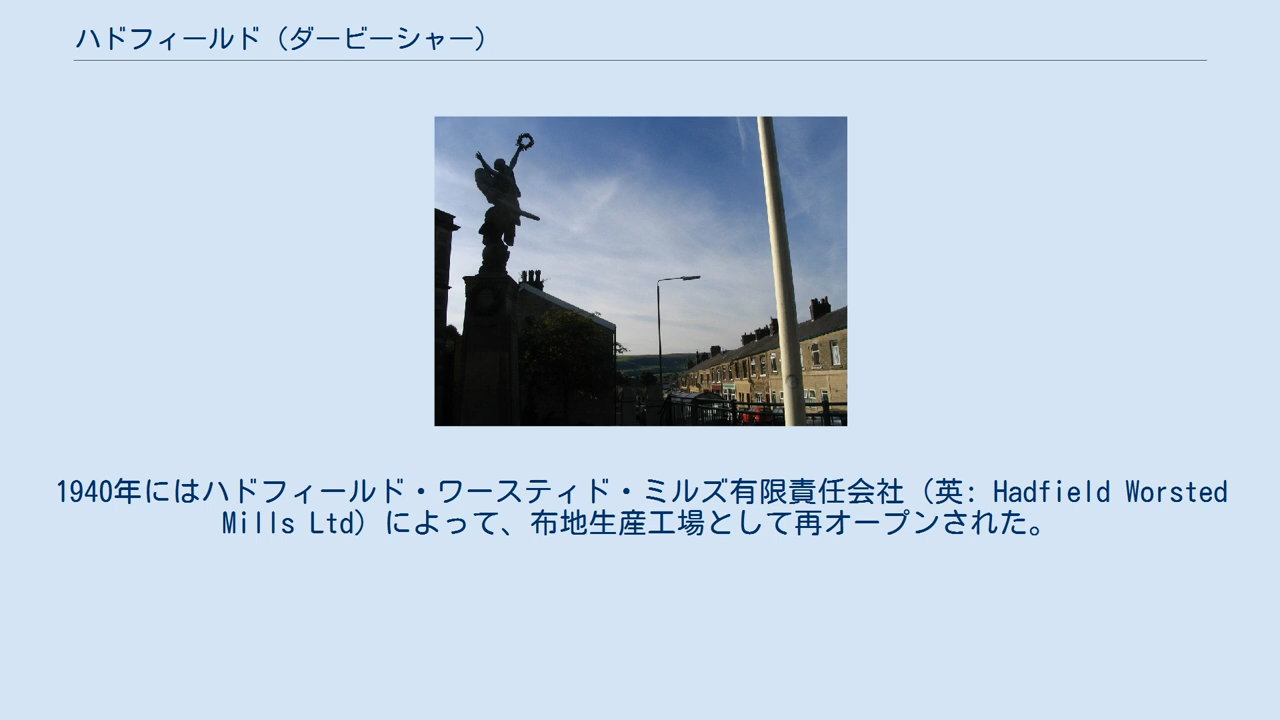 ハドフィールド（ダービーシャー）
1940年にはハドフィールド・ワースティド・ミルズ有限責任会社（英: Hadfield Worsted
Mills Ltd）によって、布地生産工場として再オープンされた。